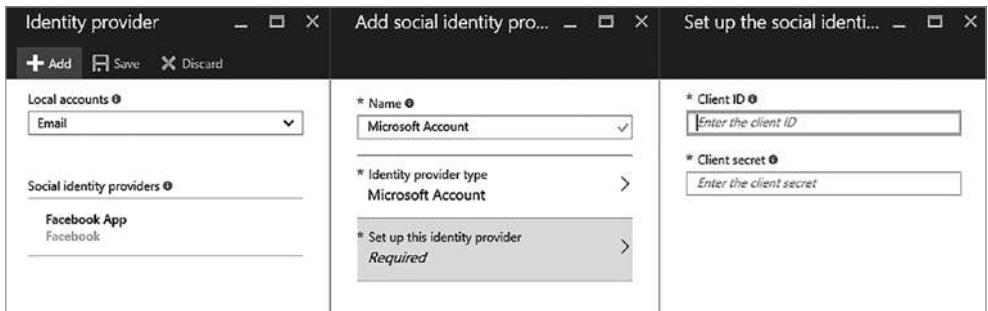 Identity provider
+ Add Save Discard
Local accounts
Email
Social identity providers
Facebook App
Facebook
Add social identity pro...
* Name
Microsoft Account
* Identity provider type
Microsoft Account
* Set up this identity provider
Required
Set up the social identi...
* Client ID
Enter the client ID
* Client secret
Enter the client secret